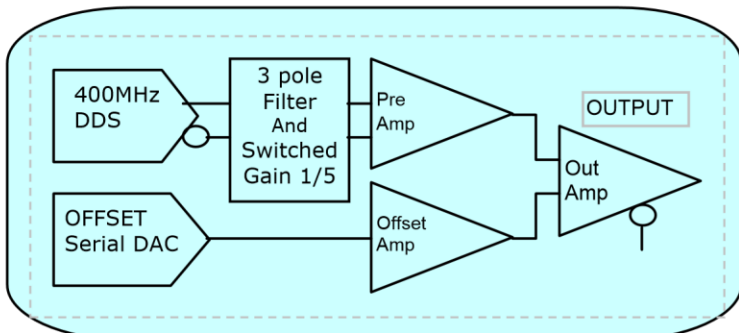 400MHz
DDS
3 pole
Filter
And
Switched
Gain 1/5
Pre
Amp
OUTPUT
Out
Amp
OFFSET
Serial DAC
Offset
Amp